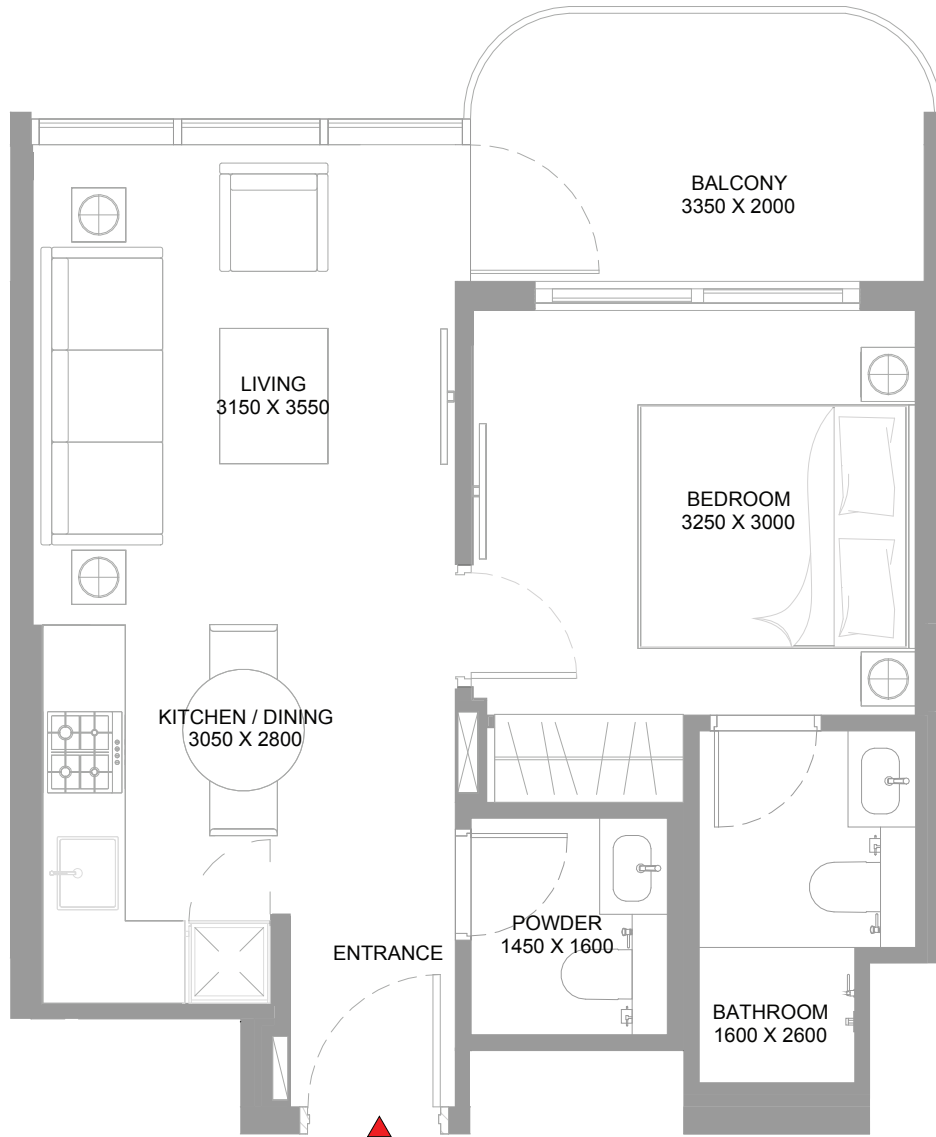 BALCONY
3350 X 2000
LIVING
3150 X 3550
BEDROOM
3250 X 3000
KITCHEN / DINING
3050 X 2800
POWDER
1450 X 1600
ENTRANCE
BATHROOM
1600 X 2600